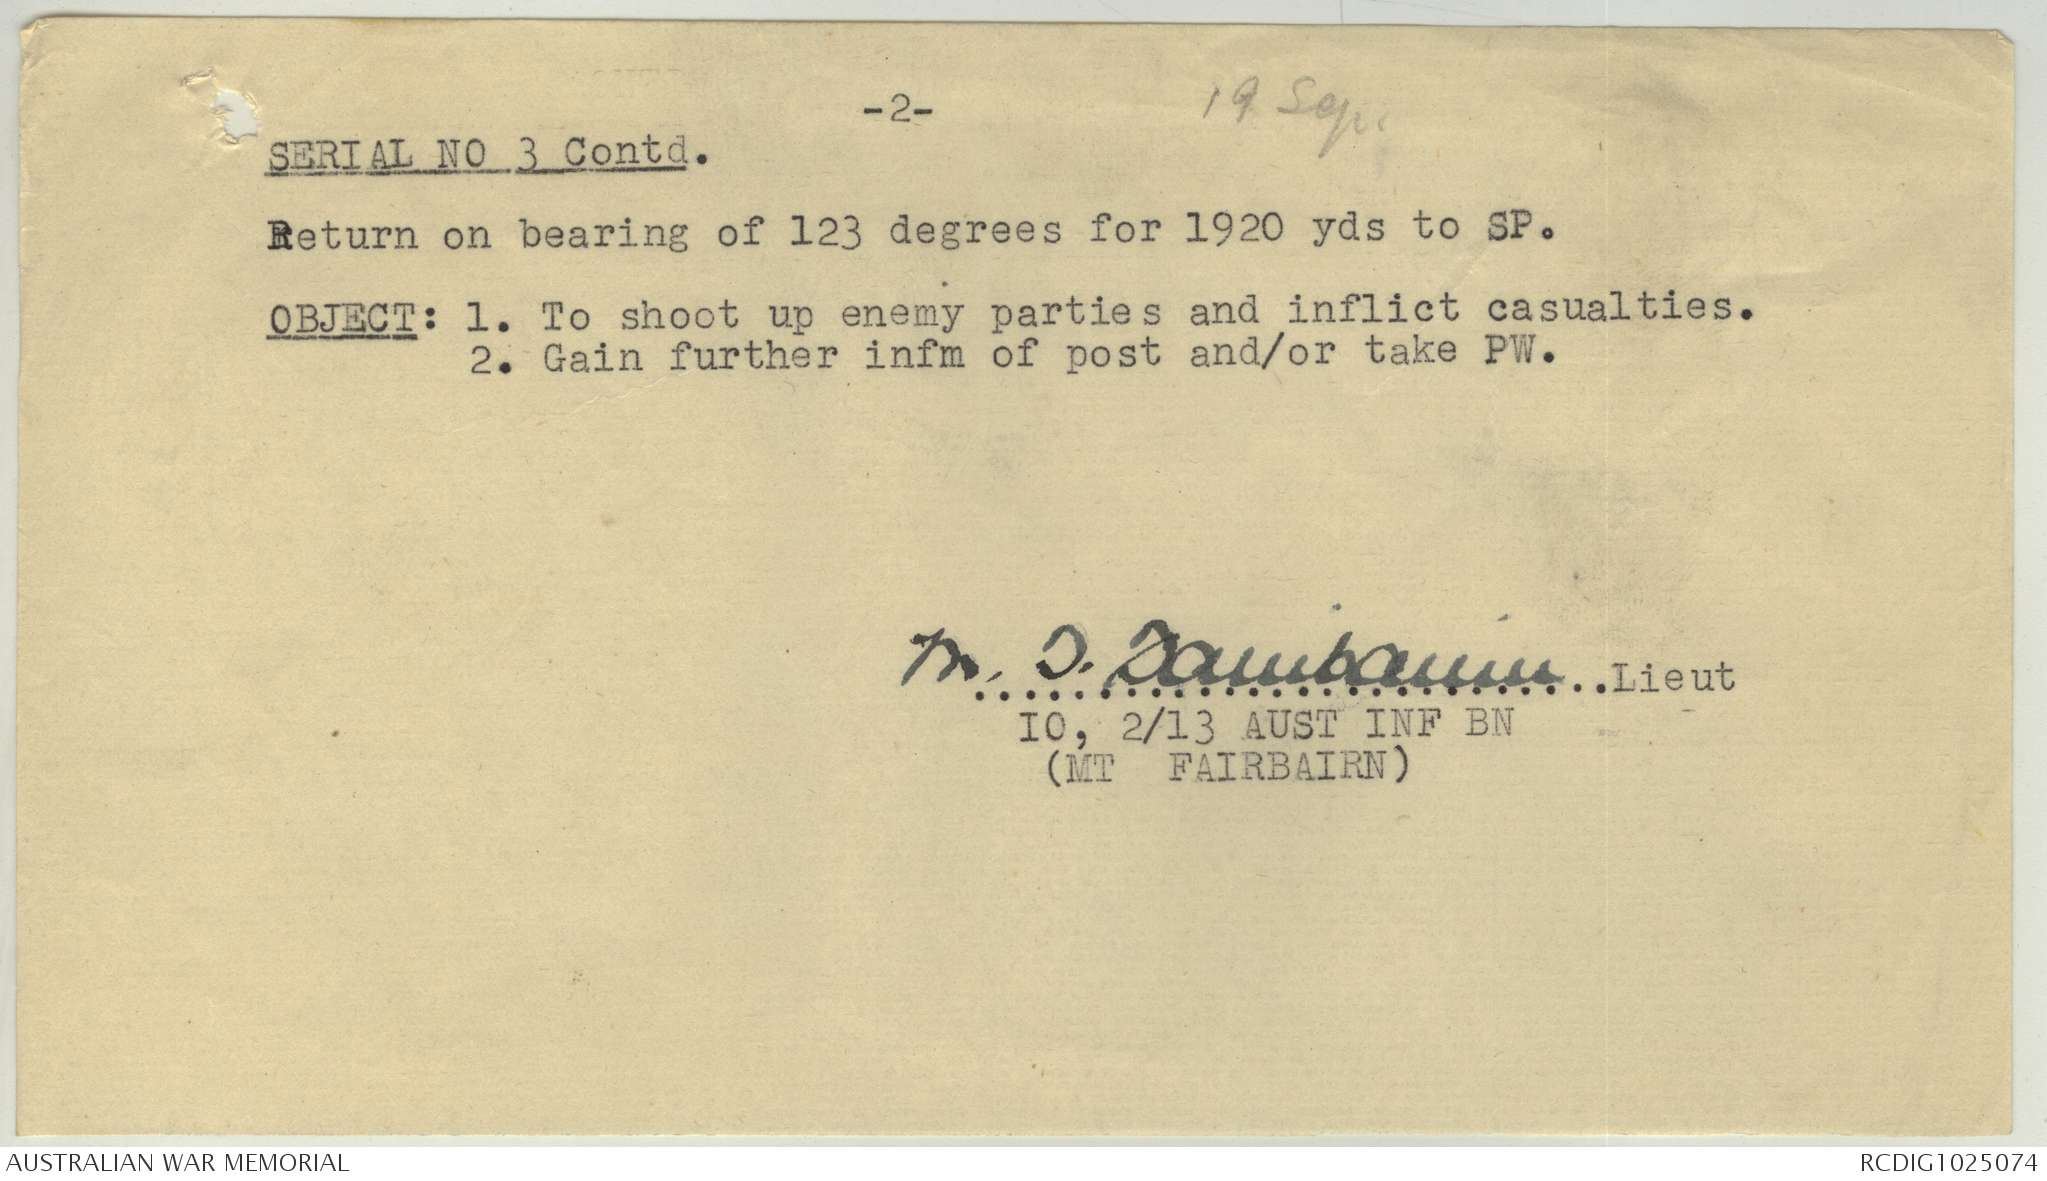 -2-
19 Sep.
SERIAL NO 3 Contd.
Return on bearing of 123 degrees for 1920 yds to SP.
OBJECT: 1. To shoot up enemy parties and inflict casualties.
2. Gain further infm of post and/or take PW.
M. T. Fairbairn..Lieut
IO, 2/13 AUST INF BN
(MT FAIRBAIRN)
AUSTRALIAN WAR MEMORIAL
RCDIG1025074